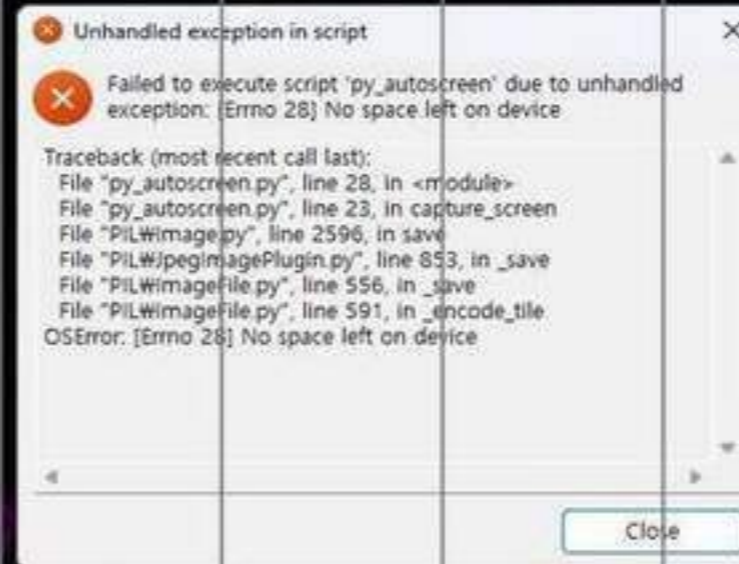 Unhandled exception in script
Failed to execute script 'py_autoscreen' due to unhandled
exception: [Errno 28] No space left on device
Traceback (most recent call last):
File "py_autoscreen.py", line 28, in <module>
File "py_autoscreen.py", line 23, in capture_screen
File "PIL₩Image.py", line 2596, in save
File "PIL₩JpegImagePlugin.py", line 853, in _save
File "PIL₩ImageFile.py", line 556, in _save
File "PIL₩ImageFile.py", line 591, in _encode_tile
OSError: [Errno 28] No space left on device
Close